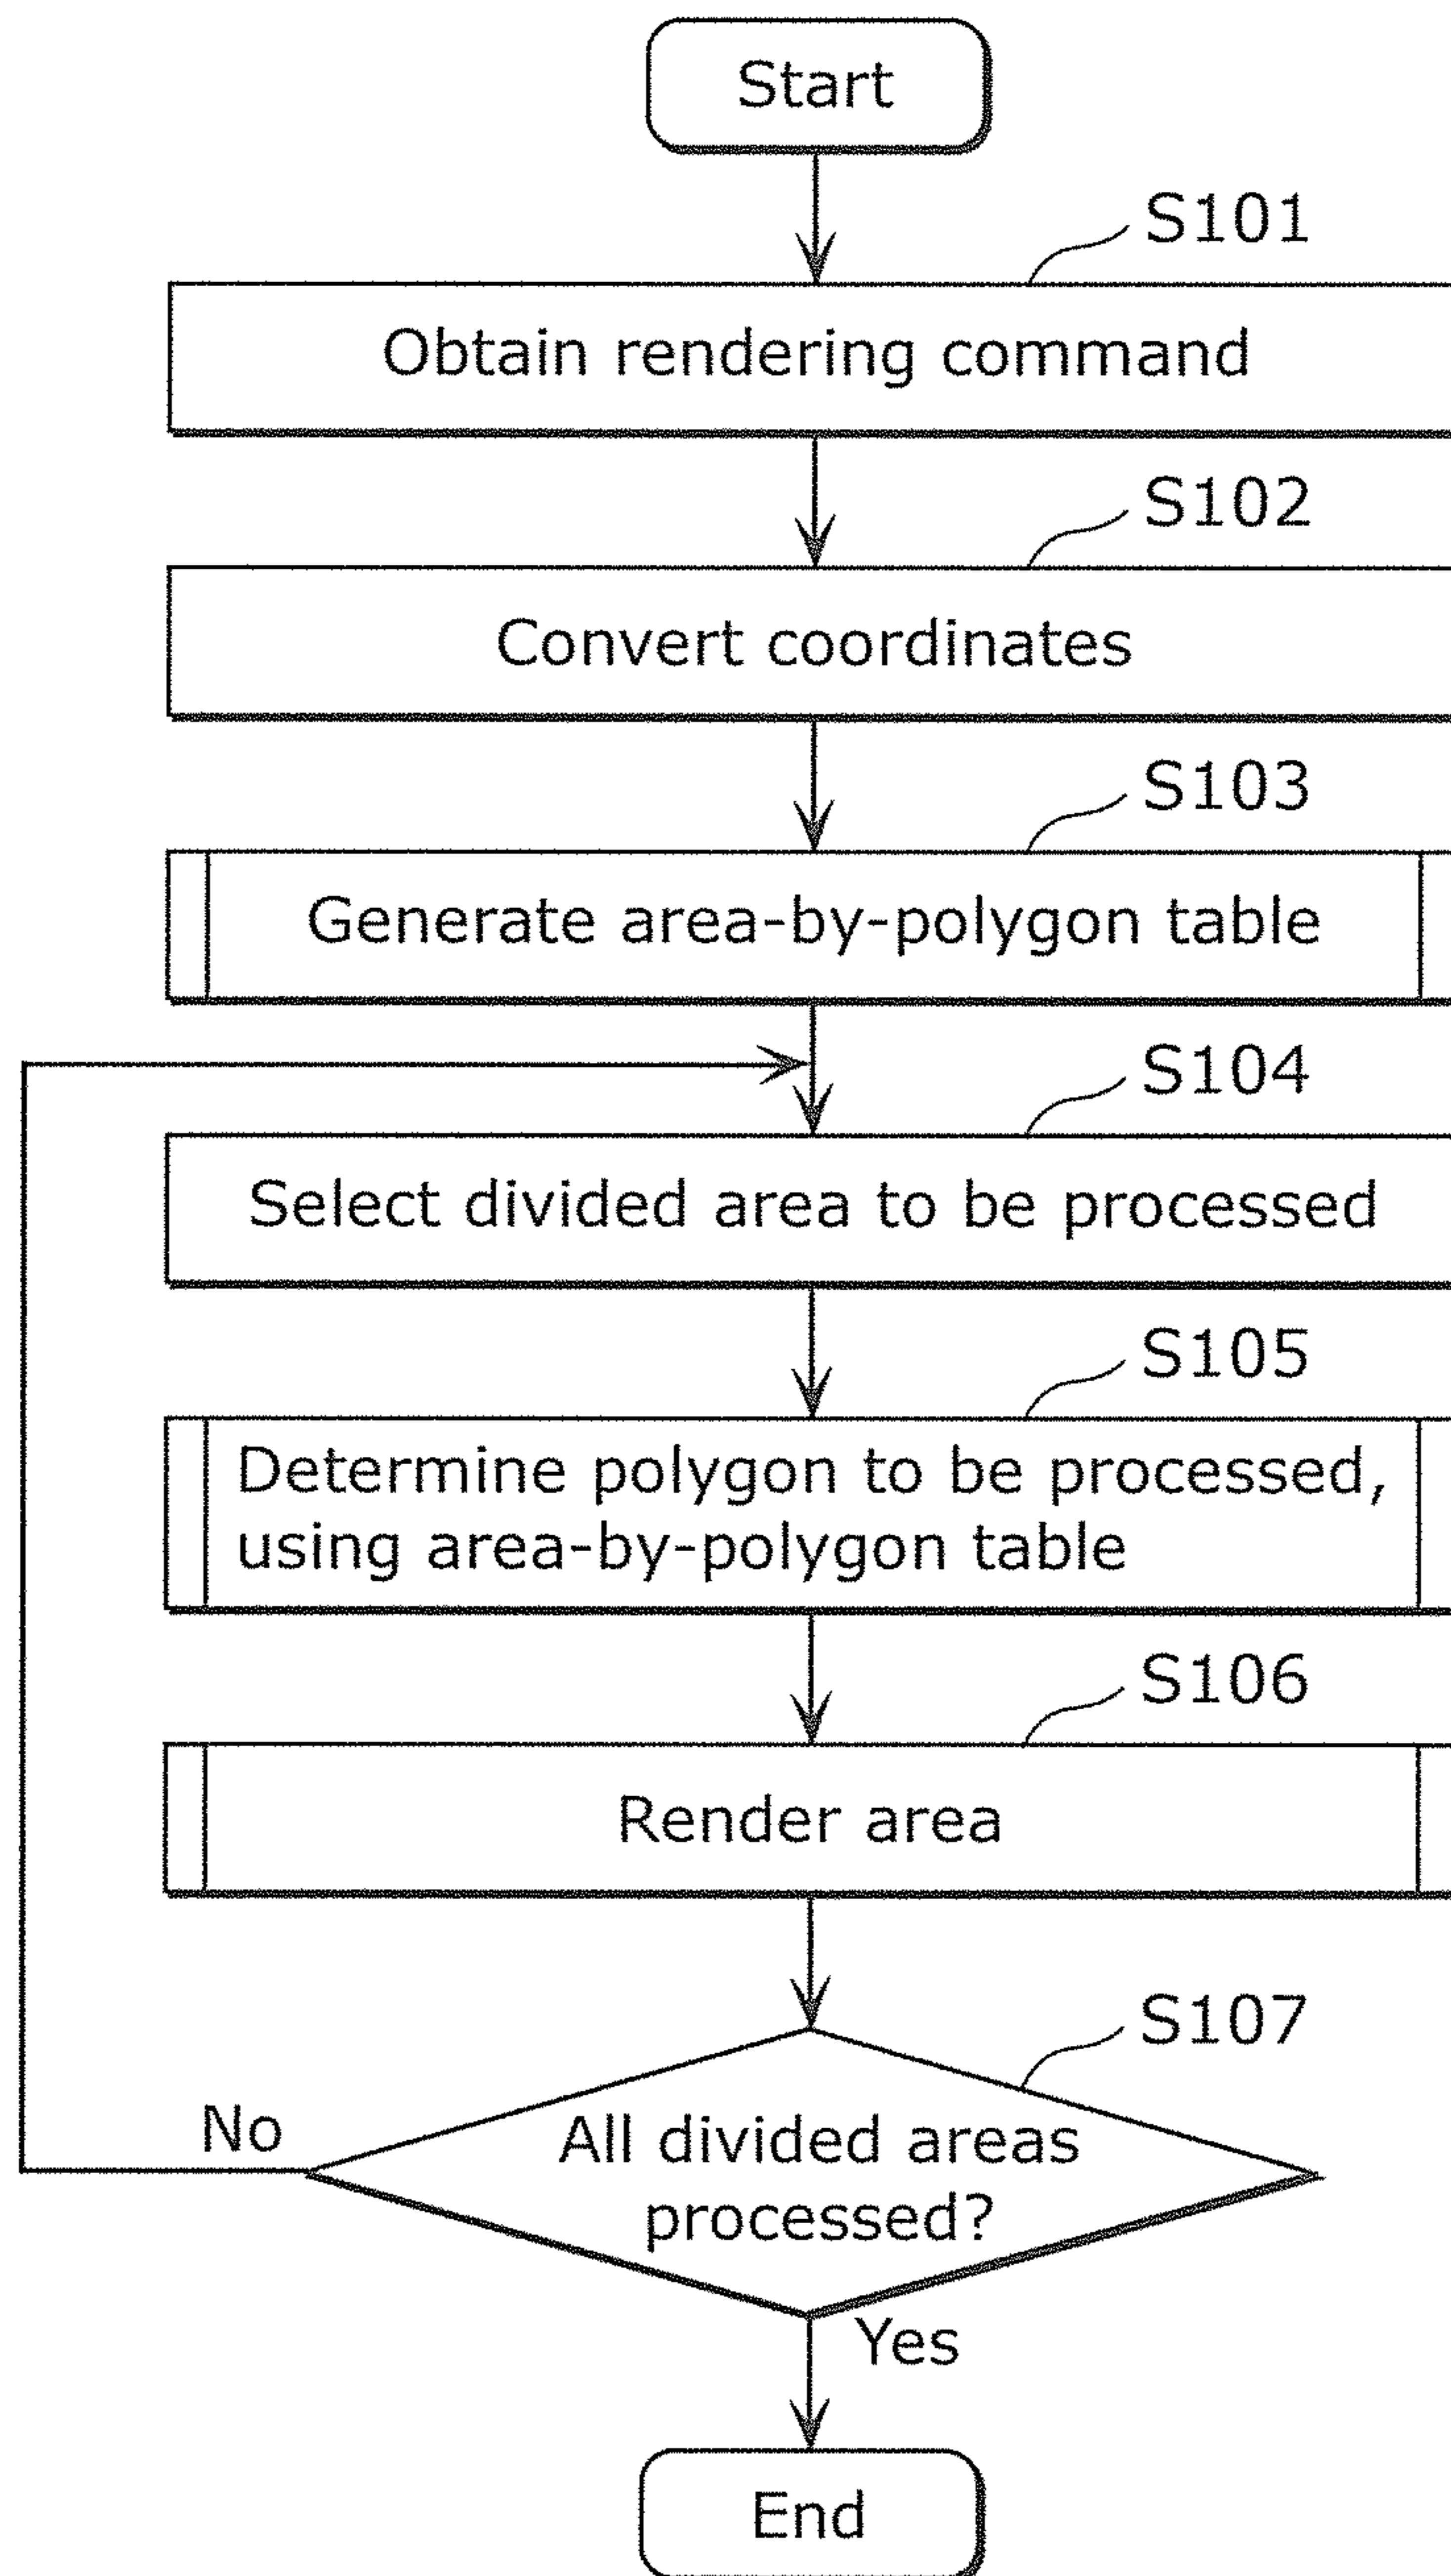 Start
S101
Obtain rendering command
S102
Convert coordinates
S103
Generate area-by-polygon table
S104
Select divided area to be processed
S105
Determine polygon to be processed,
using area-by-polygon table
S106
Render area
S107
No
All divided areas
processed?
Yes
End